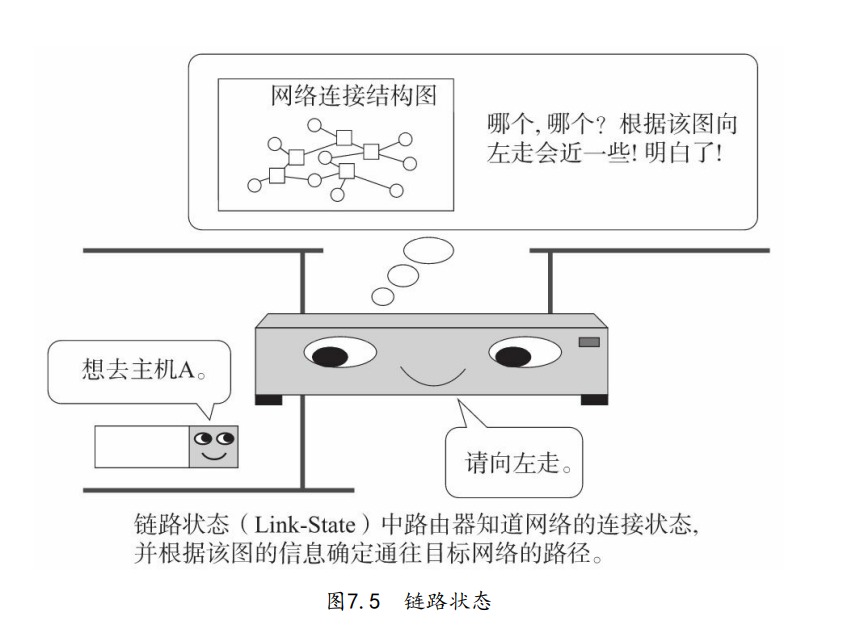 网络连接结构图
哪个, 哪个? 根据该图向
左走会近一些! 明白了!
想去主机A。
请向左走。
链路状态（Link-State）中路由器知道网络的连接状态,
并根据该图的信息确定通往目标网络的路径。
图7.5 链路状态